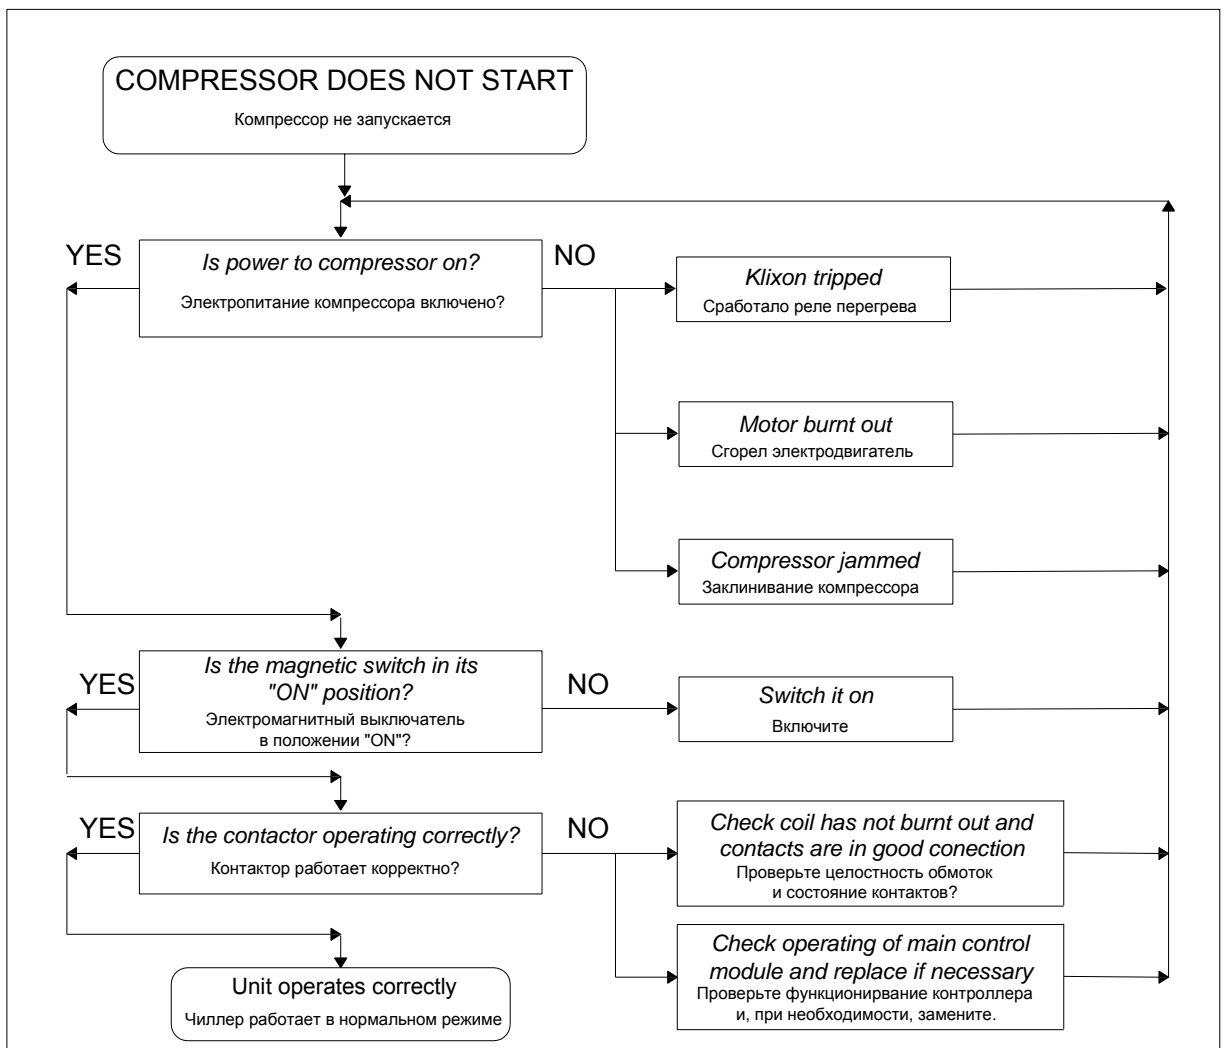 COMPRESSOR DOES NOT START
Компрессор не запускается
YES
Is power to compressor on?
Электропитание компрессора включено?
NO
Klixon tripped
Сработало реле перегрева
Motor burnt out
Сгорел электродвигатель
Compressor jammed
Заклинивание компрессора
YES
Is the magnetic switch in its
"ON" position?
Электромагнитный выключатель
в положении "ON"?
NO
Switch it on
Включите
YES
Is the contactor operating correctly?
Контактор работает корректно?
NO
Check coil has not burnt out and
contacts are in good conection
Проверьте целостность обмоток
и состояние контактов?
Check operating of main control
module and replace if necessary
Проверьте функционирвание контроллера
и, при необходимости, замените.
Unit operates correctly
Чиллер работает в нормальном режиме